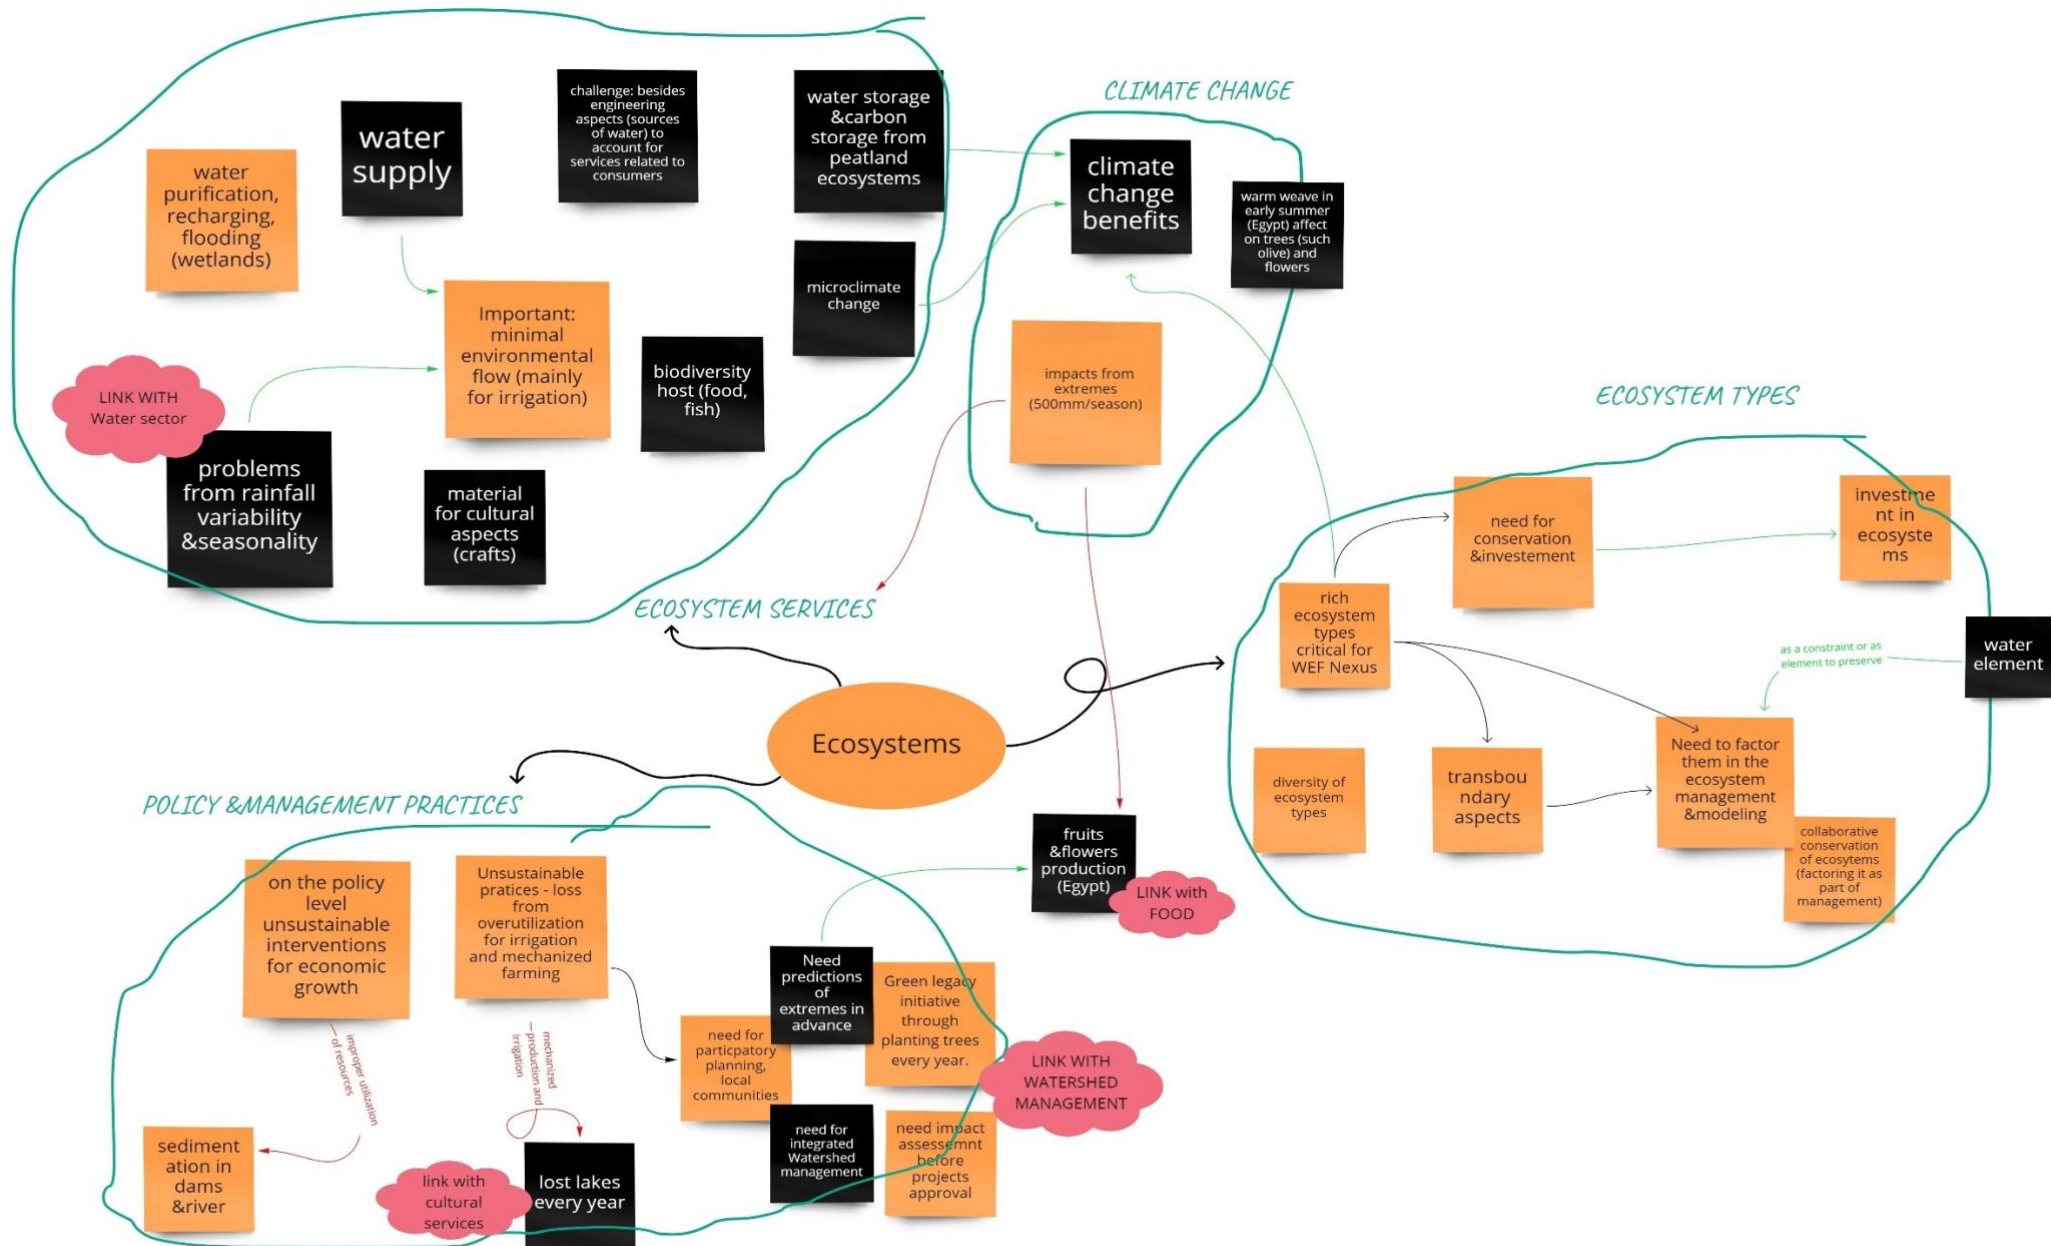 CLIMATE CHANGE
water
purification,
recharging,
flooding
(wetlands)
water
supply
challenge: besides
engineering
aspects (sources
of water) to
account for
services related to
consumers
water storage
&carbon
storage from
peatland
ecosystems
microclimate
change
Important:
minimal
environmental
flow (mainly
for irrigation)
biodiversity
host (food,
fish)
LINK WITH
Water sector
problems
from rainfall
variability
&seasonality
material
for cultural
aspects
(crafts)
climate
change
benefits
warm weave in
early summer
(Egypt) affect
on trees (such
olive) and
flowers
impacts from
extremes
(500mm/season)
ECOSYSTEM SERVICES
ECOSYSTEM TYPES
need for
conservation
&investement
investme
nt in
ecosyste
ms
rich
ecosystem
types
critical for
WEF Nexus
as a constraint or as
element to preserve
water
element
diversity of
ecosystem
types
transbou
ndary
aspects
Need to factor
them in the
ecosystem
management
&modeling
collaborative
conservation
of ecosytems
(factoring it as
part of
management)
Ecosystems
POLICY &MANAGEMENT PRACTICES
on the policy
level
unsustainable
interventions
for economic
growth
Unsustainable
pratices - loss
from
overutilization
for irrigation
and mechanized
farming
improper utilization
of resources
mechanized
production and
irrigation
sediment
ation in
dams
&river
link with
cultural
services
lost lakes
every year
need for
particpatory
planning,
local
communities
Need
predictions
of
extremes in
advance
Green legacy
initiative
through
planting trees
every year.
need for
integrated
Watershed
management
need impact
assessemnt
before
projects
approval
LINK WITH
WATERSHED
MANAGEMENT
fruits
&flowers
production
(Egypt)
LINK with
FOOD